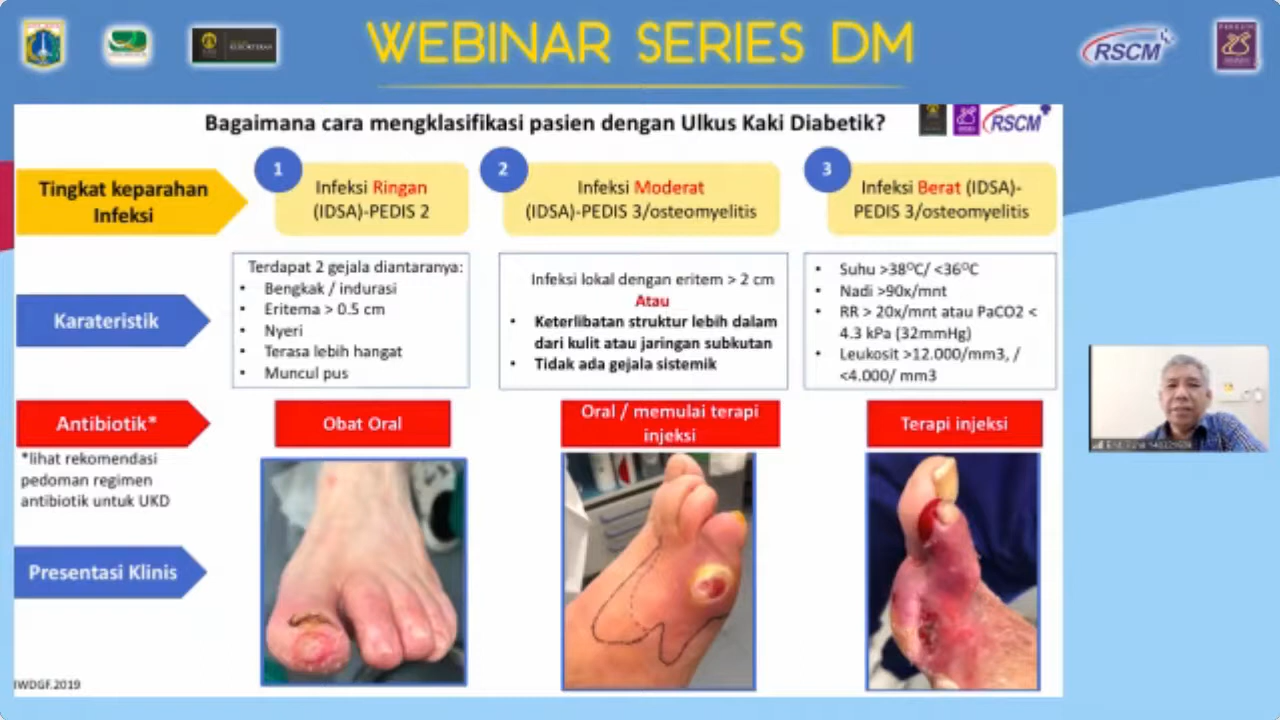 WEBINAR SERIES DM
RSCM
Bagaimana cara mengklasifikasi pasien dengan Ulkus Kaki Diabetik?
RSCM
Tingkat keparahan
Infeksi
1
Infeksi Ringan
(IDSA)-PEDIS 2
2
Infeksi Moderat
(IDSA)-PEDIS 3/osteomyelitis
3
Infeksi Berat (IDSA)-
PEDIS 3/osteomyelitis
Karateristik
Terdapat 2 gejala diantaranya:
• Bengkak / indurasi
• Eritema > 0.5 cm
• Nyeri
• Terasa lebih hangat
• Muncul pus
Infeksi lokal dengan eritem > 2 cm
Atau
• Keterlibatan struktur lebih dalam
dari kulit atau jaringan subkutan
• Tidak ada gejala sistemik
• Suhu >38°C/ <36°C
• Nadi >90x/mnt
• RR > 20x/mnt atau PaCO2 <
4.3 kPa (32mmHg)
• Leukosit >12.000/mm3, /
<4.000/ mm3
Antibiotik*
Obat Oral
Oral / memulai terapi
injeksi
Terapi injeksi
*lihat rekomendasi
pedoman regimen
antibiotik untuk UKD
Presentasi Klinis
IWDGF.2019